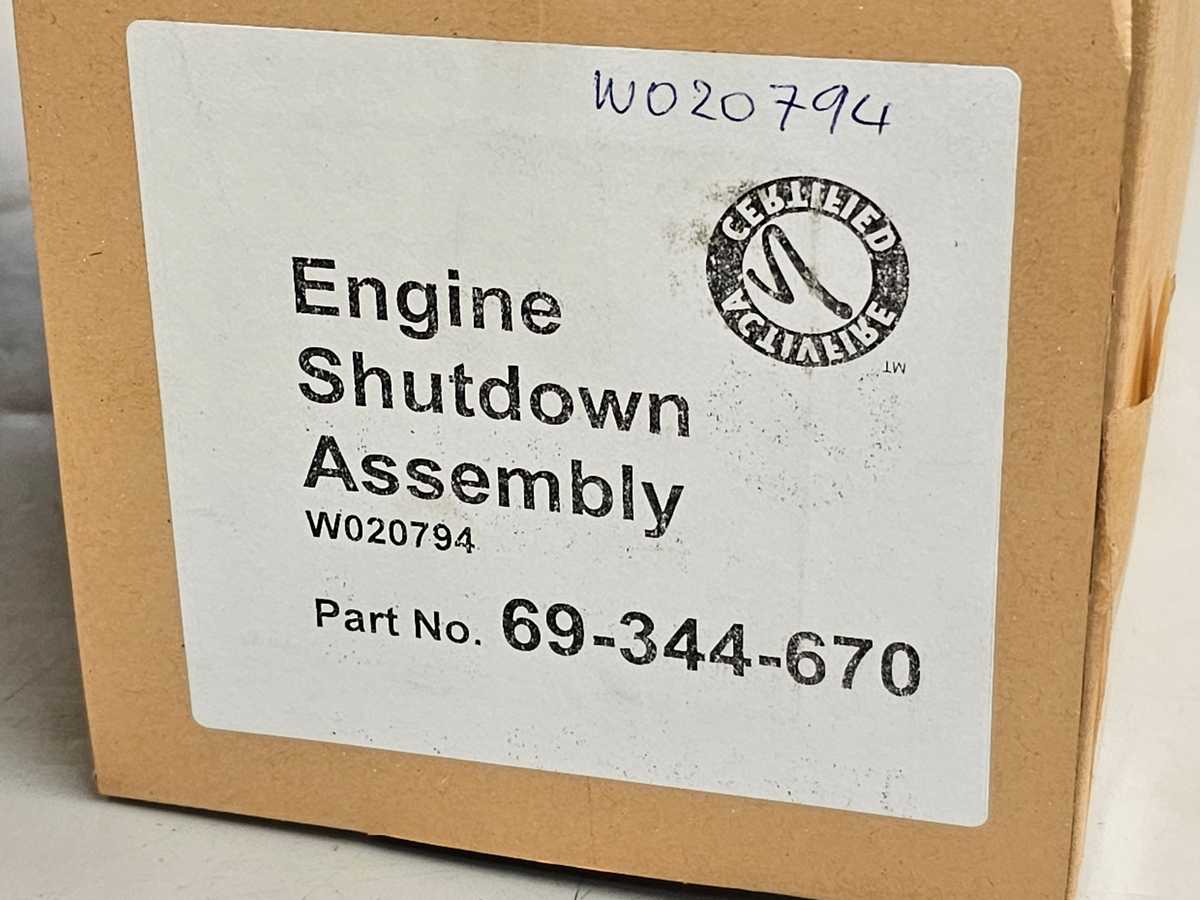 W020794
CERTIFIED
ACTIVFIRE
TM
Engine
Shutdown
Assembly
W020794
Part No. 69-344-670